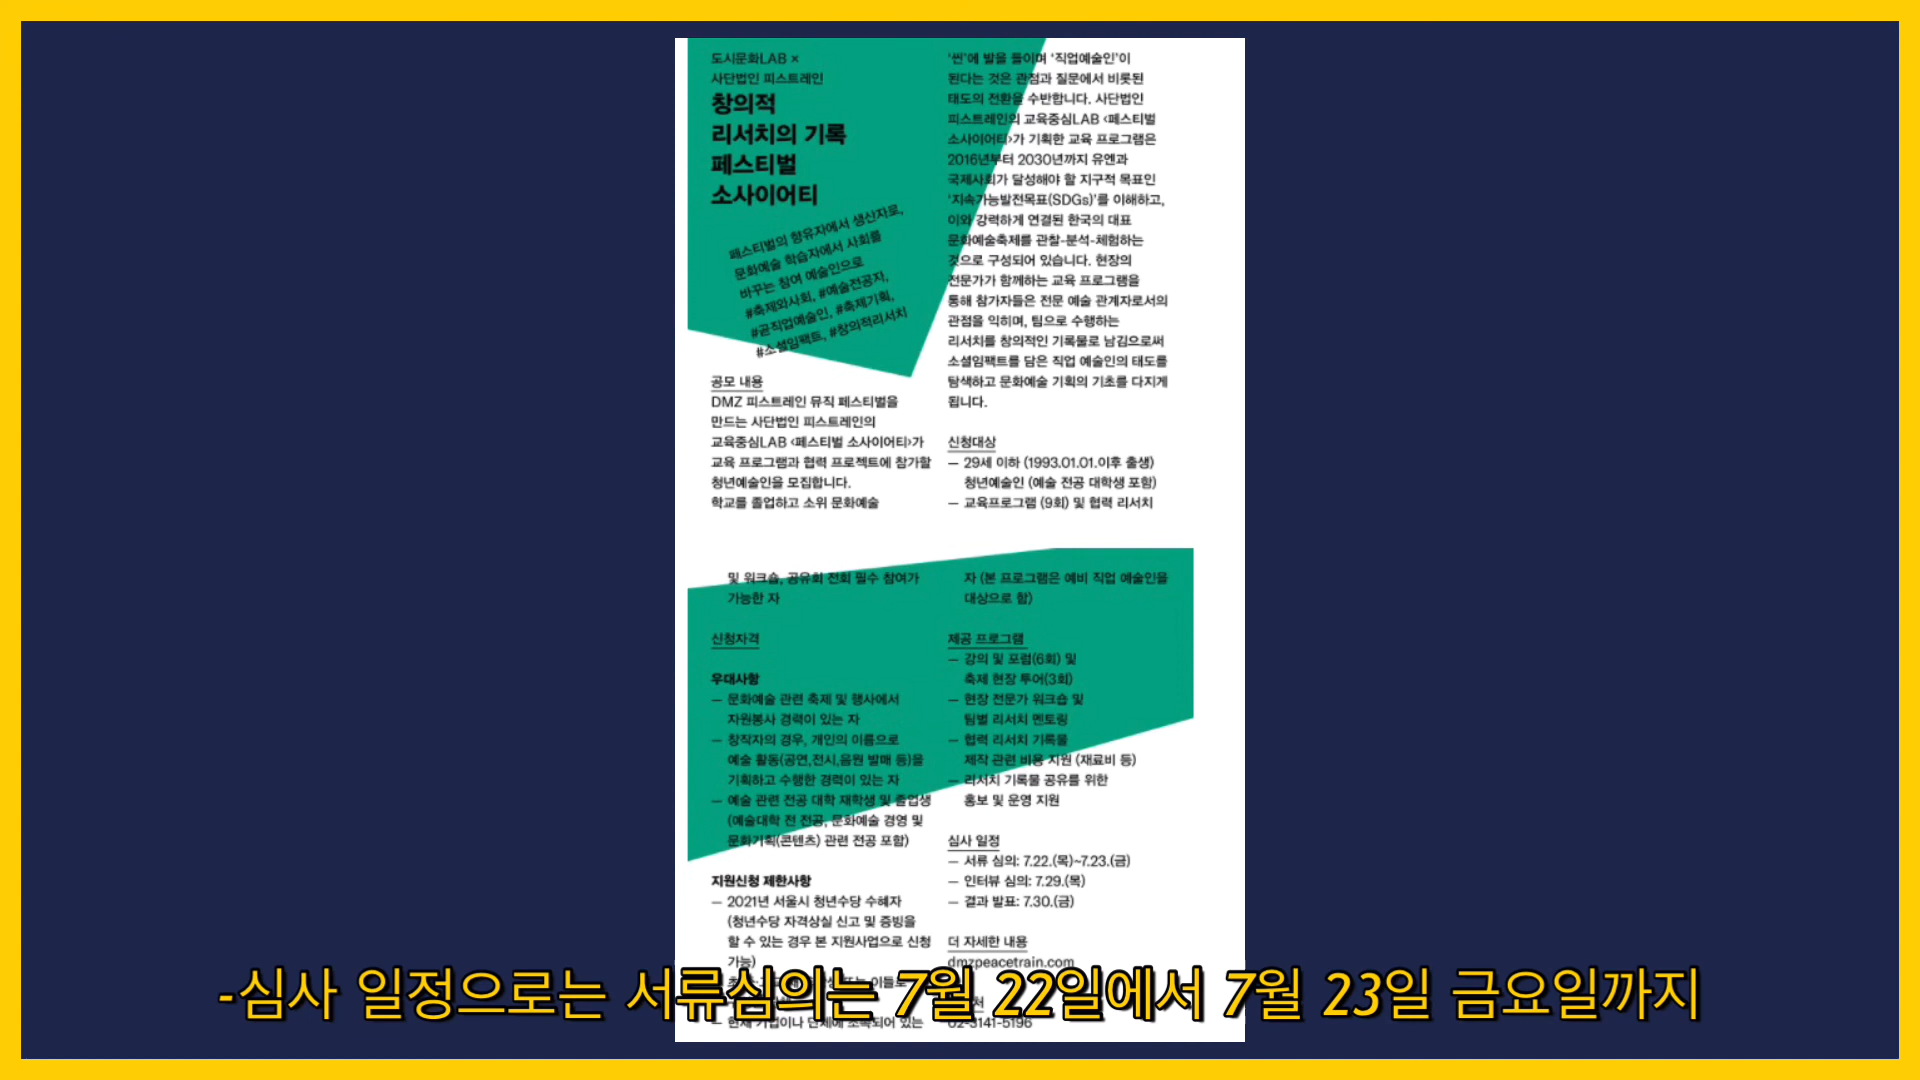 도시문화LAB ×
사단법인 피스트레인
창의적
리서치의 기록
페스티벌
소사이어티
페스티벌의 향유자에서 생산자로,
문화예술 학습자에서 사회를
바꾸는 참여 예술인으로
#축제와사회, #예술전공자,
#곧직업예술인, #축제기획,
#소셜임팩트, #창의적리서치
공모 내용
DMZ 피스트레인 뮤직 페스티벌을
만드는 사단법인 피스트레인의
교육중심LAB ‹페스티벌 소사이어티›가
교육 프로그램과 협력 프로젝트에 참가할
청년예술인을 모집합니다.
학교를 졸업하고 소위 문화예술
‘씬’에 발을 들이며 ‘직업예술인’이
된다는 것은 관점과 질문에서 비롯된
태도의 전환을 수반합니다. 사단법인
피스트레인의 교육중심LAB ‹페스티벌
소사이어티›가 기획한 교육 프로그램은
2016년부터 2030년까지 유엔과
국제사회가 달성해야 할 지구적 목표인
‘지속가능발전목표(SDGs)’를 이해하고,
이와 강력하게 연결된 한국의 대표
문화예술축제를 관찰-분석-체험하는
것으로 구성되어 있습니다. 현장의
전문가가 함께하는 교육 프로그램을
통해 참가자들은 전문 예술 관계자로서의
관점을 익히며, 팀으로 수행하는
리서치를 창의적인 기록물로 남김으로써
소셜임팩트를 담은 직업 예술인의 태도를
탐색하고 문화예술 기획의 기초를 다지게
됩니다.
신청대상
— 29세 이하 (1993.01.01.이후 출생)
청년예술인 (예술 전공 대학생 포함)
— 교육프로그램 (9회) 및 협력 리서치
및 워크숍, 공유회 전회 필수 참여가
가능한 자
신청자격
우대사항
— 문화예술 관련 축제 및 행사에서
자원봉사 경력이 있는 자
— 창작자의 경우, 개인의 이름으로
예술 활동(공연,전시,음원 발매 등)을
기획하고 수행한 경력이 있는 자
— 예술 관련 전공 대학 재학생 및 졸업생
(예술대학 전 전공, 문화예술 경영 및
문화기획(콘텐츠) 관련 전공 포함)
지원신청 제한사항
— 2021년 서울시 청년수당 수혜자
(청년수당 자격상실 신고 및 증빙을
할 수 있는 경우 본 지원사업으로 신청
가능)
— 현재 기업이나 단체에 소속되어 있는
자 (본 프로그램은 예비 직업 예술인을
대상으로 함)
제공 프로그램
— 강의 및 포럼(6회) 및
축제 현장 투어(3회)
— 현장 전문가 워크숍 및
팀별 리서치 멘토링
— 협력 리서치 기록물
제작 관련 비용 지원 (재료비 등)
— 리서치 기록물 공유를 위한
홍보 및 운영 지원
심사 일정
— 서류 심의: 7.22.(목)~7.23.(금)
— 인터뷰 심의: 7.29.(목)
— 결과 발표: 7.30.(금)
더 자세한 내용
dmzpeacetrain.com
02-3141-5196
-심사 일정으로는 서류심의는 7월 22일에서 7월 23일 금요일까지